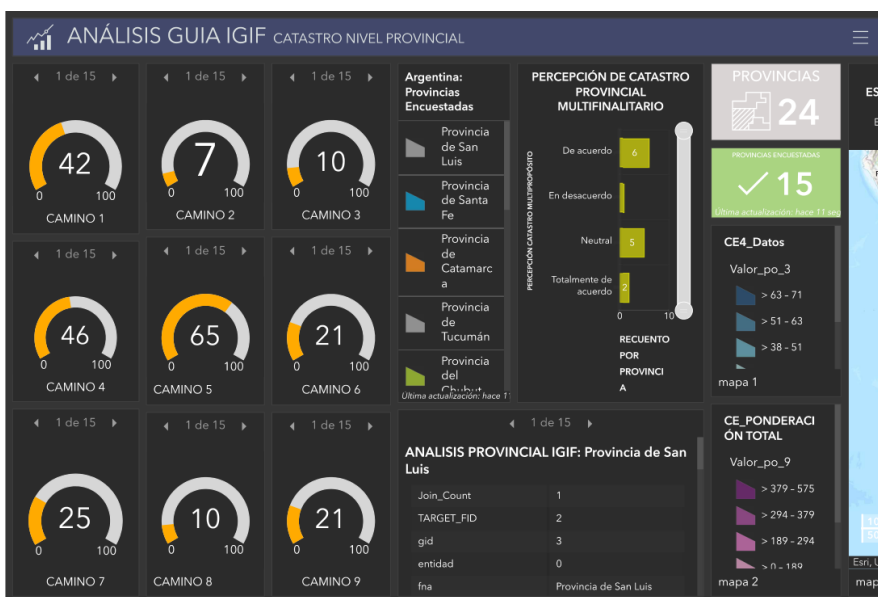 ANÁLISIS GUIA IGIF CATASTRO NIVEL PROVINCIAL
1 de 15
42
0 100
CAMINO 1
1 de 15
7
0 100
CAMINO 2
1 de 15
10
0 100
CAMINO 3
1 de 15
46
0 100
CAMINO 4
1 de 15
65
0 100
CAMINO 5
1 de 15
21
0 100
CAMINO 6
1 de 15
25
0 100
CAMINO 7
1 de 15
10
0 100
CAMINO 8
1 de 15
21
0 100
CAMINO 9
Argentina:
Provincias
Encuestadas
Provincia
de San
Luis
Provincia
de Santa
Fe
Provincia
de
Catamarc
a
Provincia
de
Tucumán
Provincia
del
Chubut
Última actualización: hace 11
PERCEPCIÓN DE CATASTRO
PROVINCIAL
MULTIFINALITARIO
PERCEPCIÓN CATASTRO MULTIPROPÓSITO
De acuerdo 6
En desacuerdo
Neutral 5
Totalmente de
acuerdo 2
0 10
RECUENTO
POR
PROVINCI
A
1 de 15
ANALISIS PROVINCIAL IGIF: Provincia de San
Luis
Join_Count 1
TARGET_FID 2
gid 3
entidad 0
fna Provincia de San Luis
PROVINCIAS
24
PROVINCIAS ENCUESTADAS
15
Última actualización: hace 11 seg
CE4_Datos
Valor_po_3
> 63 – 71
> 51 – 63
> 38 – 51
mapa 1
CE_PONDERACI
ÓN TOTAL
Valor_po_9
> 379 – 575
> 294 – 379
> 189 – 294
> 0 – 189
mapa 2
ES
E
10
50
Esri, U
map